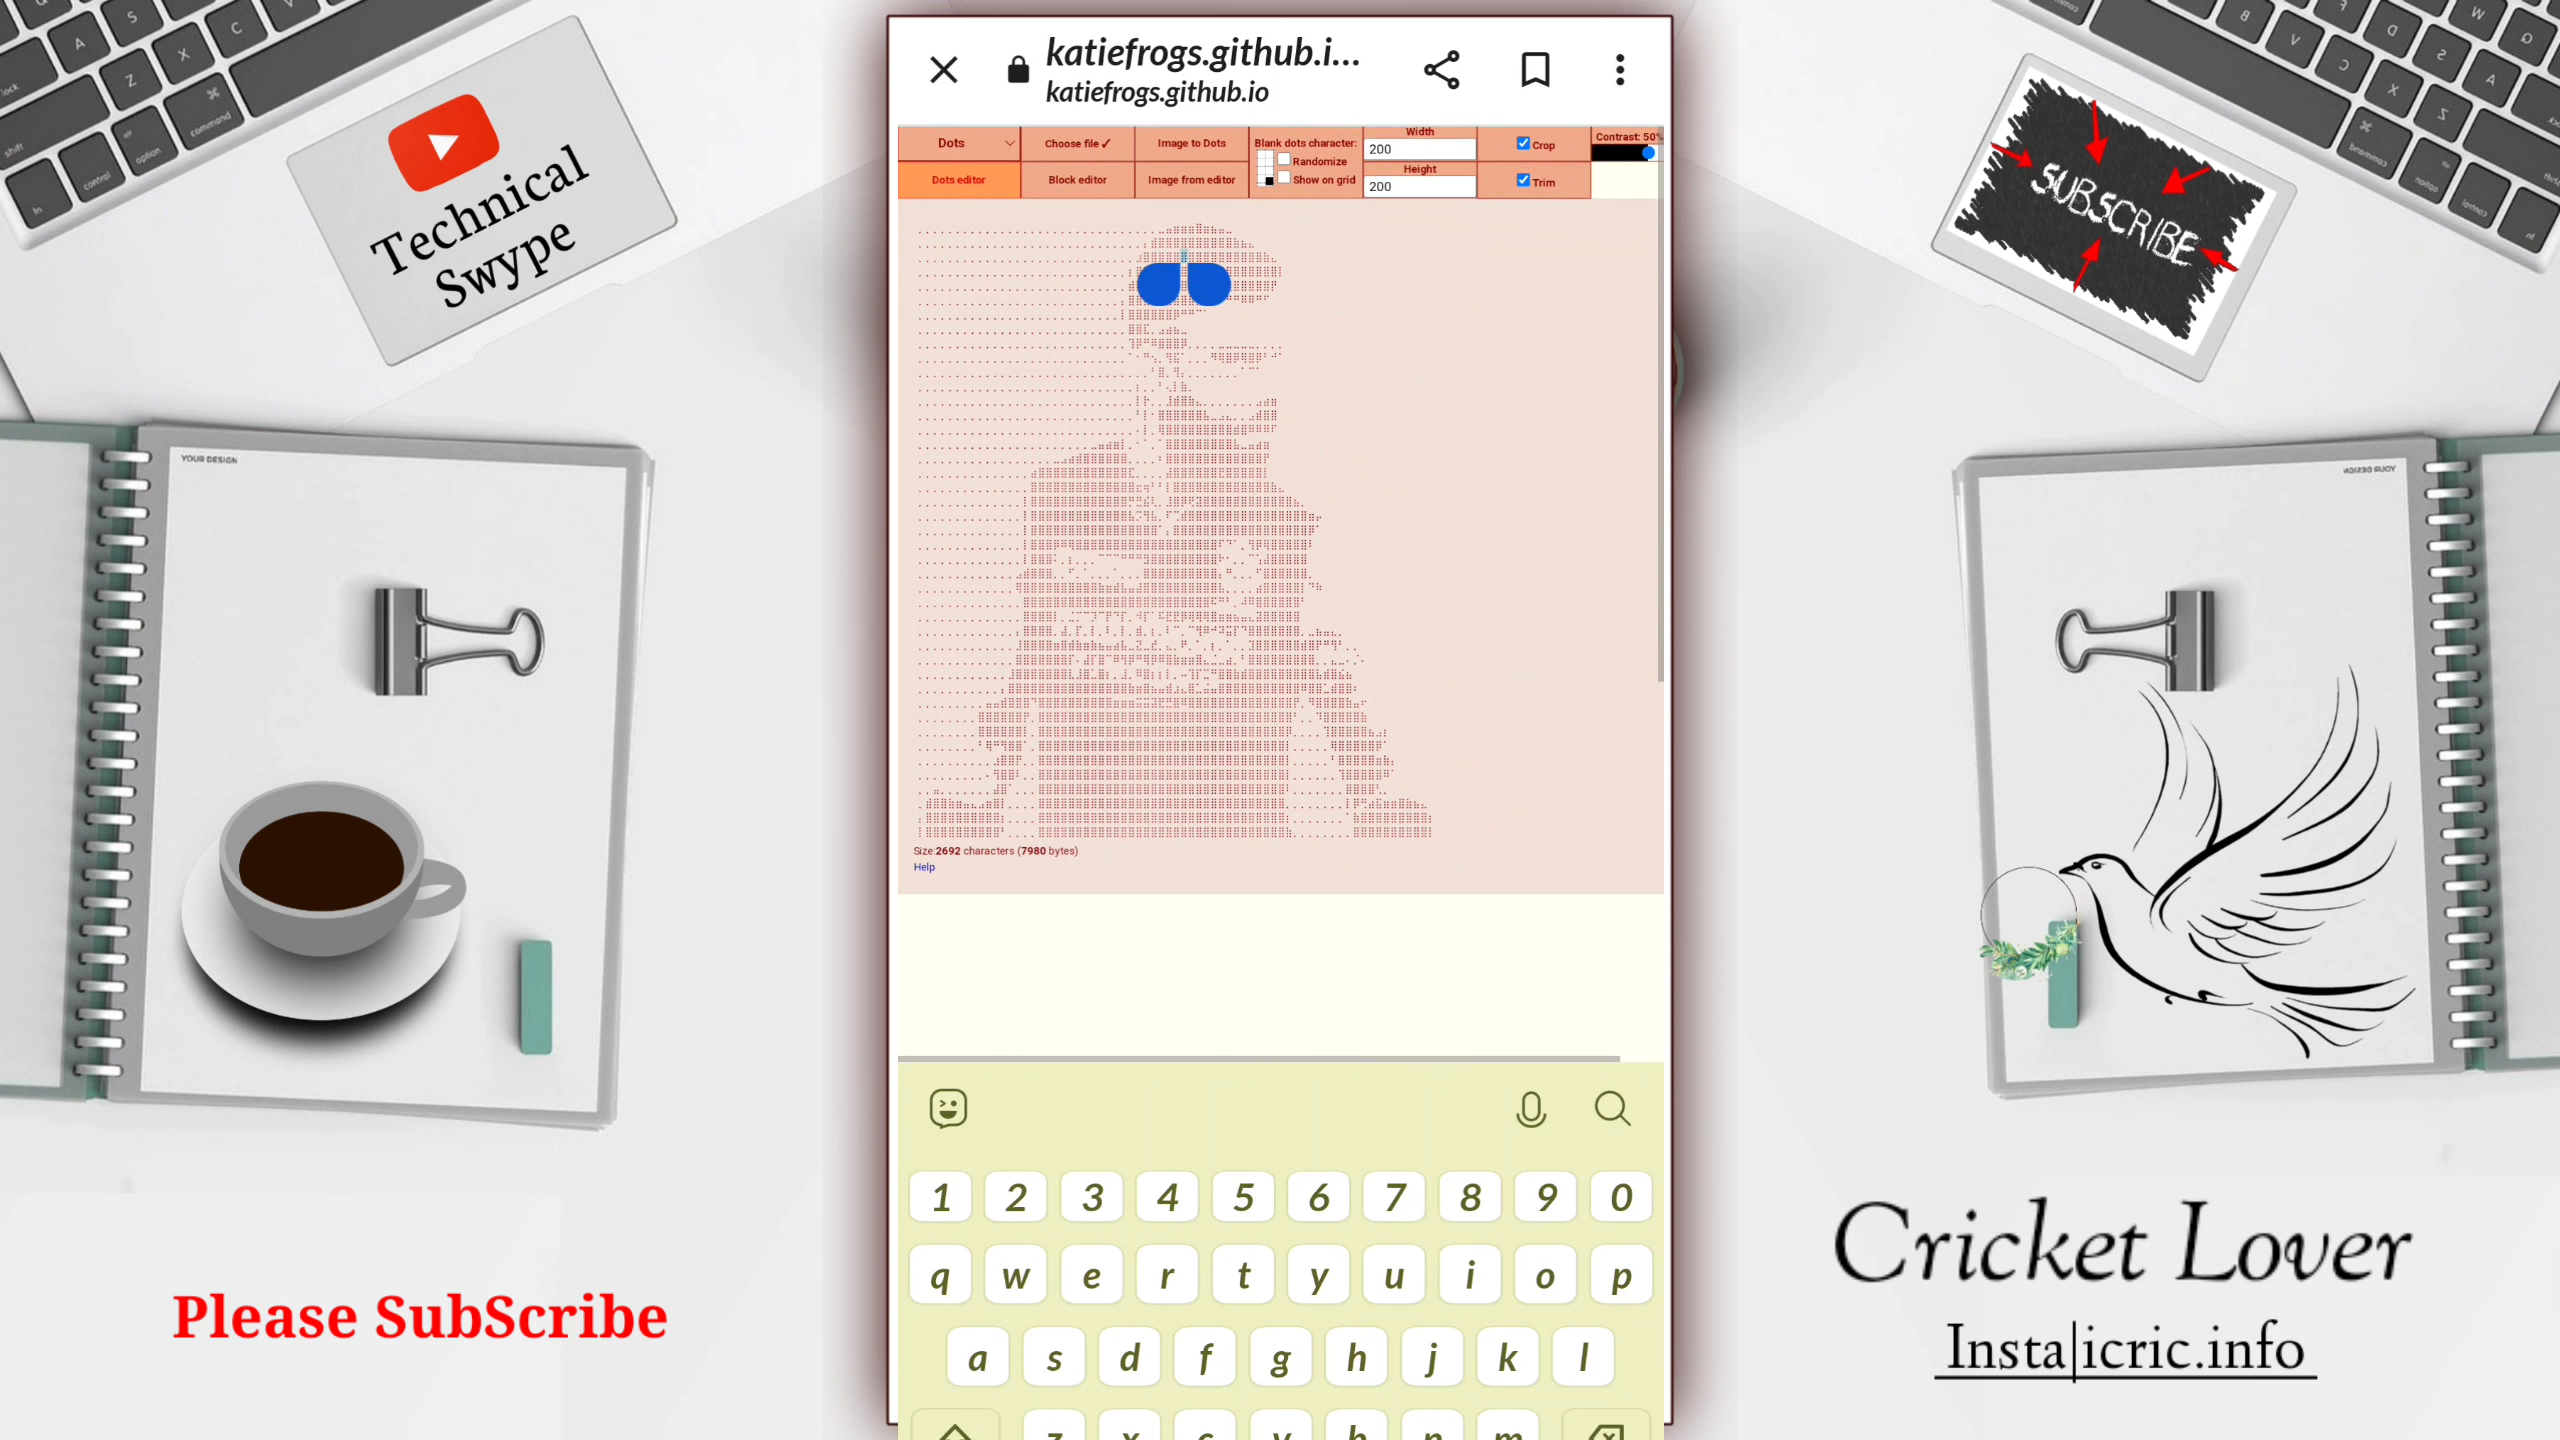 Technical
Swype
SUBSCRIBE
YOUR DESIGN
YOUR DESIGN
Please SubScribe
Cricket Lover
Insta|icric.info
katiefrogs.github.i...
katiefrogs.github.io
Dots
Choose file ✓
Image to Dots
Blank dots character:
Randomize
Show on grid
Width
200
Height
200
Crop
Trim
Contrast: 50%
Dots editor
Block editor
Image from editor
Size:2692 characters (7980 bytes)
Help
1 2 3 4 5 6 7 8 9 0
q w e r t y u i o p
a s d f g h j k l
z x c v b n m